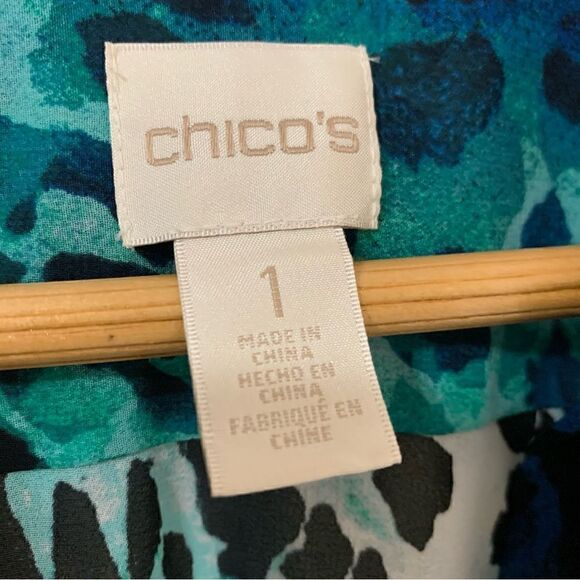 chico's
1
MADE IN
CHINA
HECHO EN
CHINA
FABRIQUÉ EN
CHINE